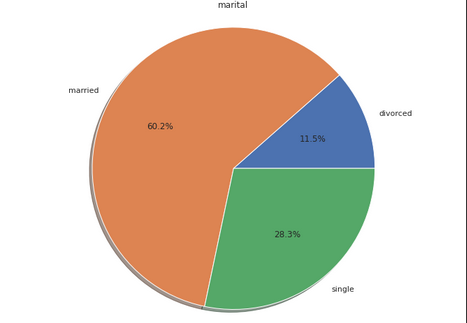 marital
married
divorced
60.2%
11.5%
28.3%
single